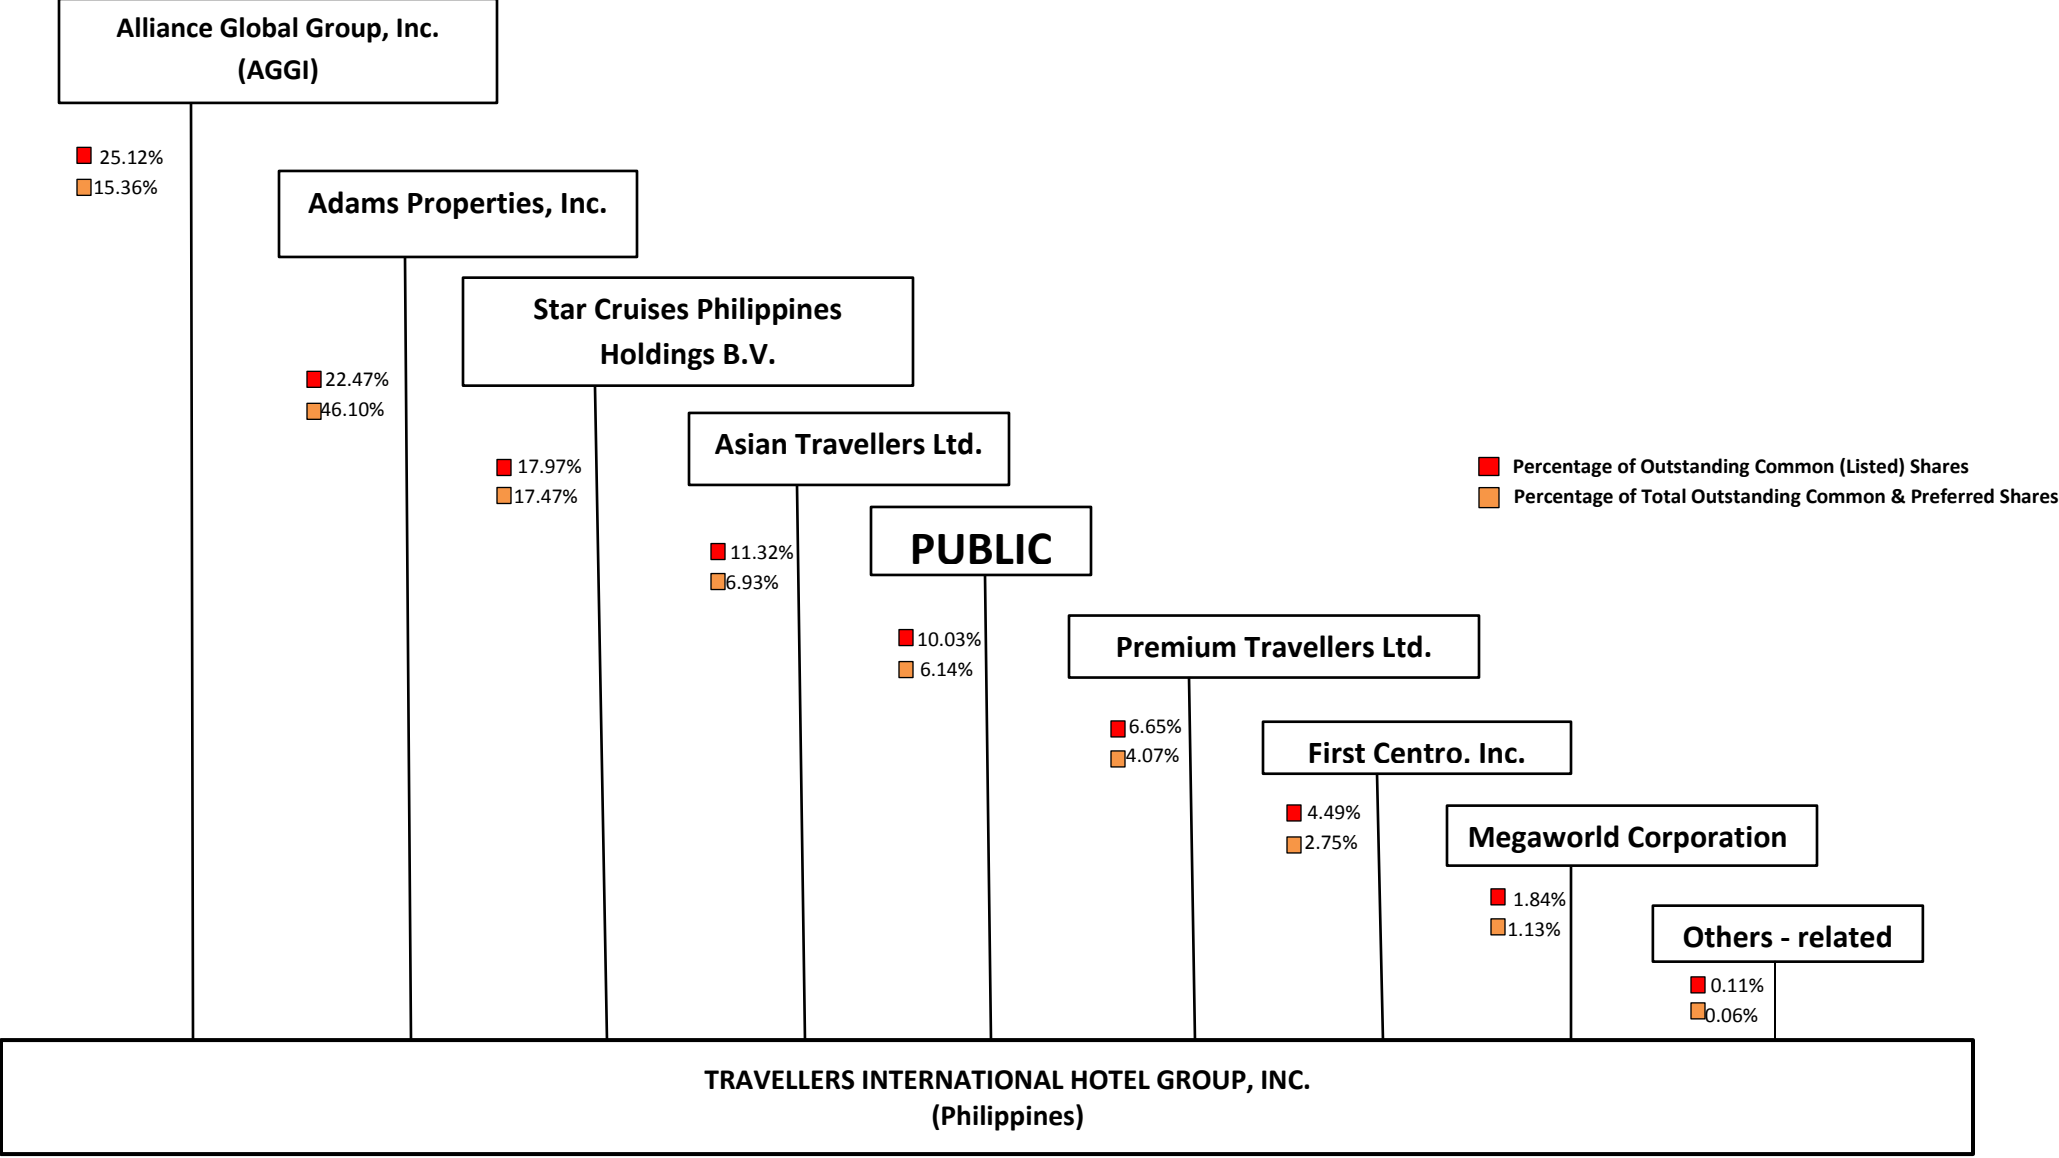 Alliance Global Group, Inc.
(AGGI)
25.12%
15.36%
Adams Properties, Inc.
22.47%
46.10%
Star Cruises Philippines
Holdings B.V.
17.97%
17.47%
Asian Travellers Ltd.
11.32%
6.93%
PUBLIC
10.03%
6.14%
Premium Travellers Ltd.
6.65%
4.07%
First Centro. Inc.
4.49%
2.75%
Megaworld Corporation
1.84%
1.13%
Others - related
0.11%
0.06%
Percentage of Outstanding Common (Listed) Shares
Percentage of Total Outstanding Common & Preferred Shares
TRAVELLERS INTERNATIONAL HOTEL GROUP, INC.
(Philippines)